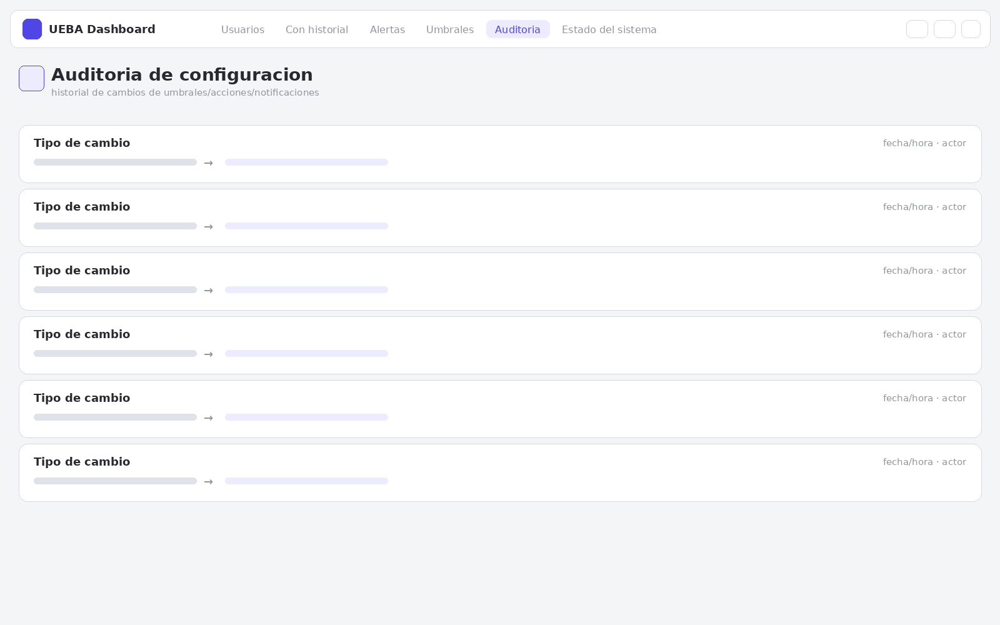 UEBA Dashboard Usuarios Con historial Alertas Umbrales Auditoria Estado del sistema
Auditoria de configuracion
historial de cambios de umbrales/acciones/notificaciones
Tipo de cambio fecha/hora · actor
→
Tipo de cambio fecha/hora · actor
→
Tipo de cambio fecha/hora · actor
→
Tipo de cambio fecha/hora · actor
→
Tipo de cambio fecha/hora · actor
→
Tipo de cambio fecha/hora · actor
→